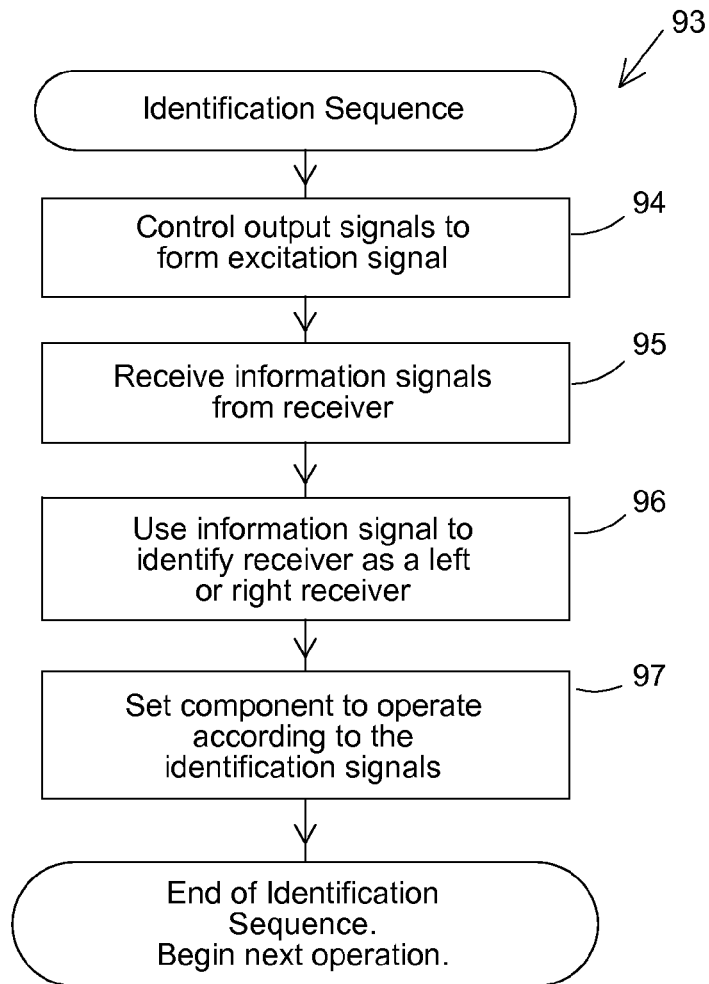 93
Identification Sequence
94
Control output signals to
form excitation signal
95
Receive information signals
from receiver
96
Use information signal to
identify receiver as a left
or right receiver
97
Set component to operate
according to the
identification signals
End of Identification
Sequence.
Begin next operation.